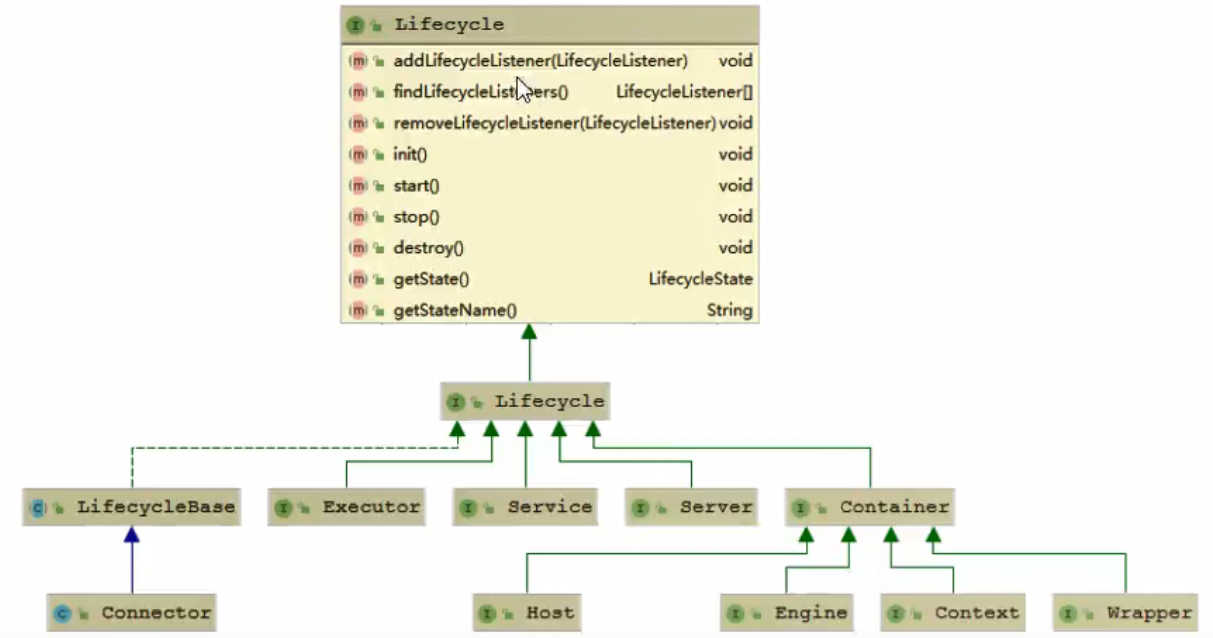 Lifecycle
addLifecycleListener(LifecycleListener) void
findLifecycleListeners() LifecycleListener[]
removeLifecycleListener(LifecycleListener) void
init() void
start() void
stop() void
destroy() void
getState() LifecycleState
getStateName() String
Lifecycle
LifecycleBase Executor Service Server Container
Connector Host Engine Context Wrapper